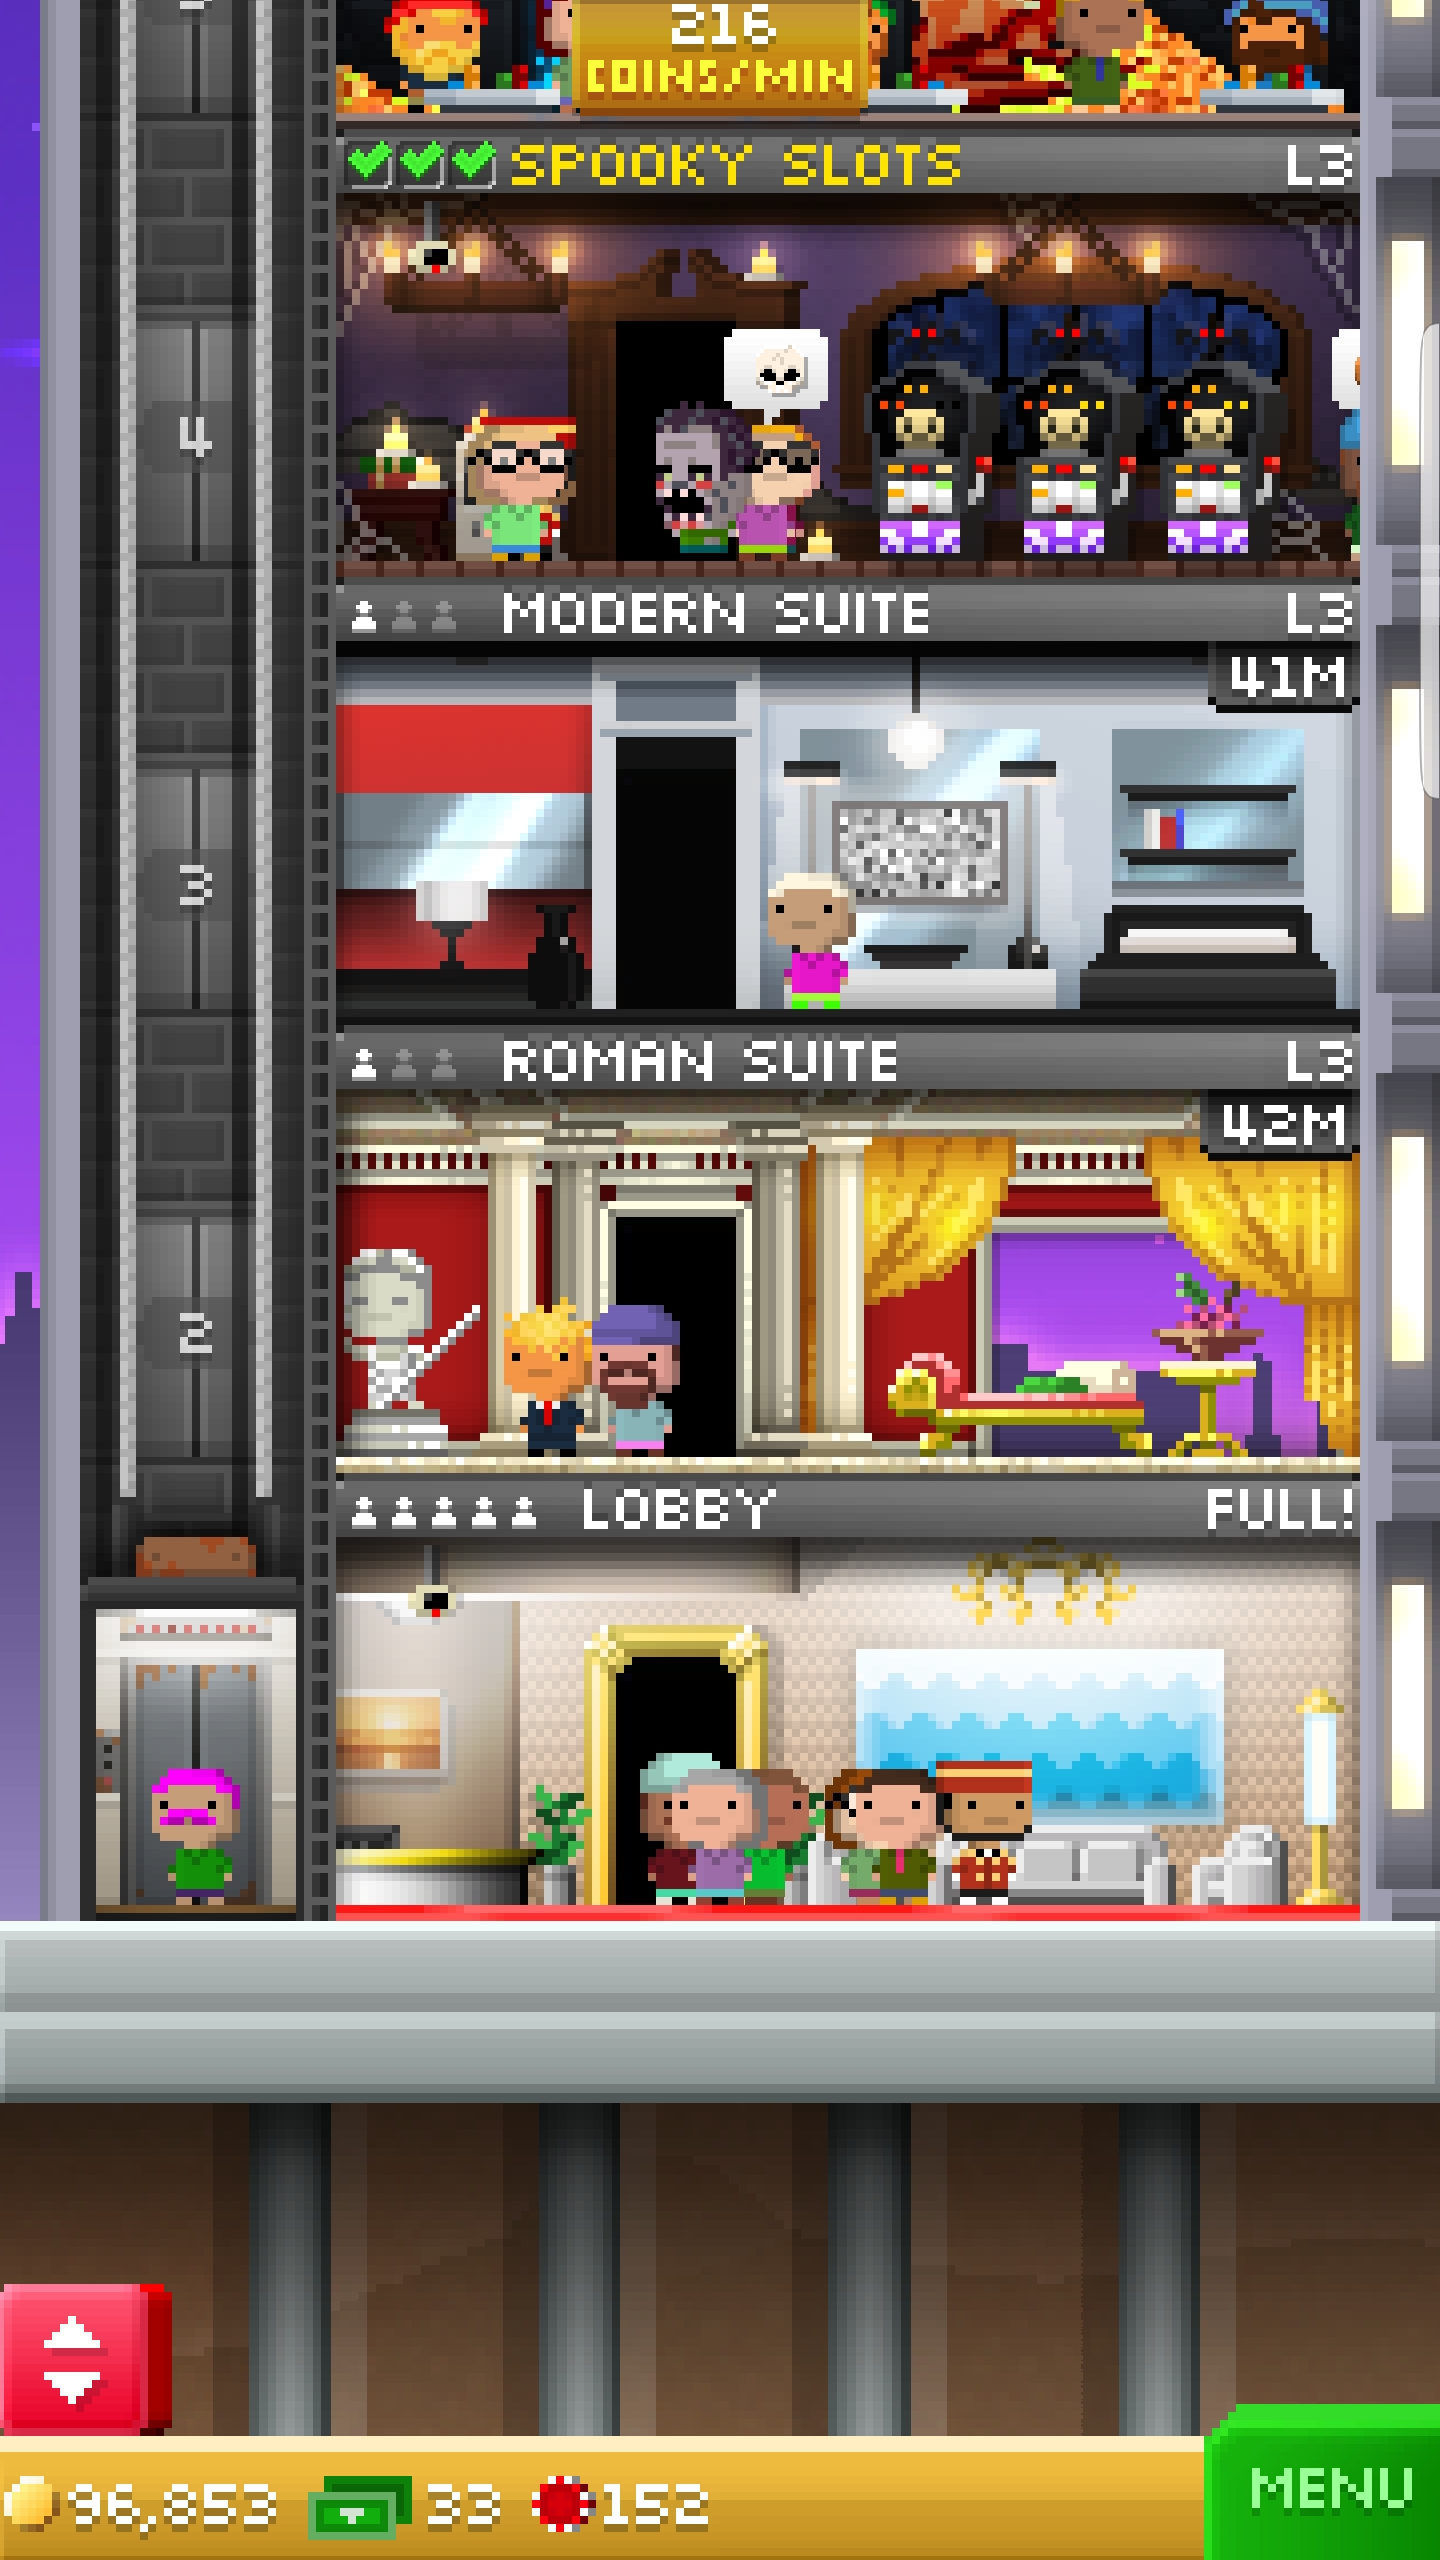 216
COINS/MIN
SPOOKY SLOTS L3
4
MODERN SUITE L3
41M
3
ROMAN SUITE L3
42M
2
LOBBY FULL!
MENU
96,853 33 152